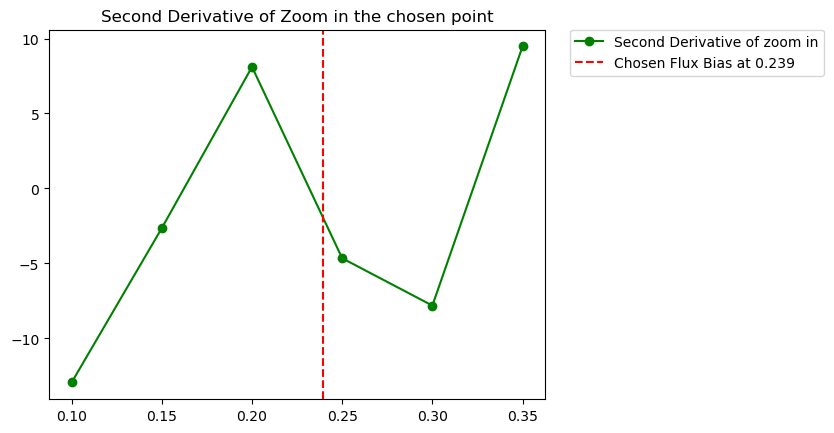 Second Derivative of Zoom in the chosen point
Second Derivative of zoom in
Chosen Flux Bias at 0.239
10
5
0
−5
−10
0.10 0.15 0.20 0.25 0.30 0.35